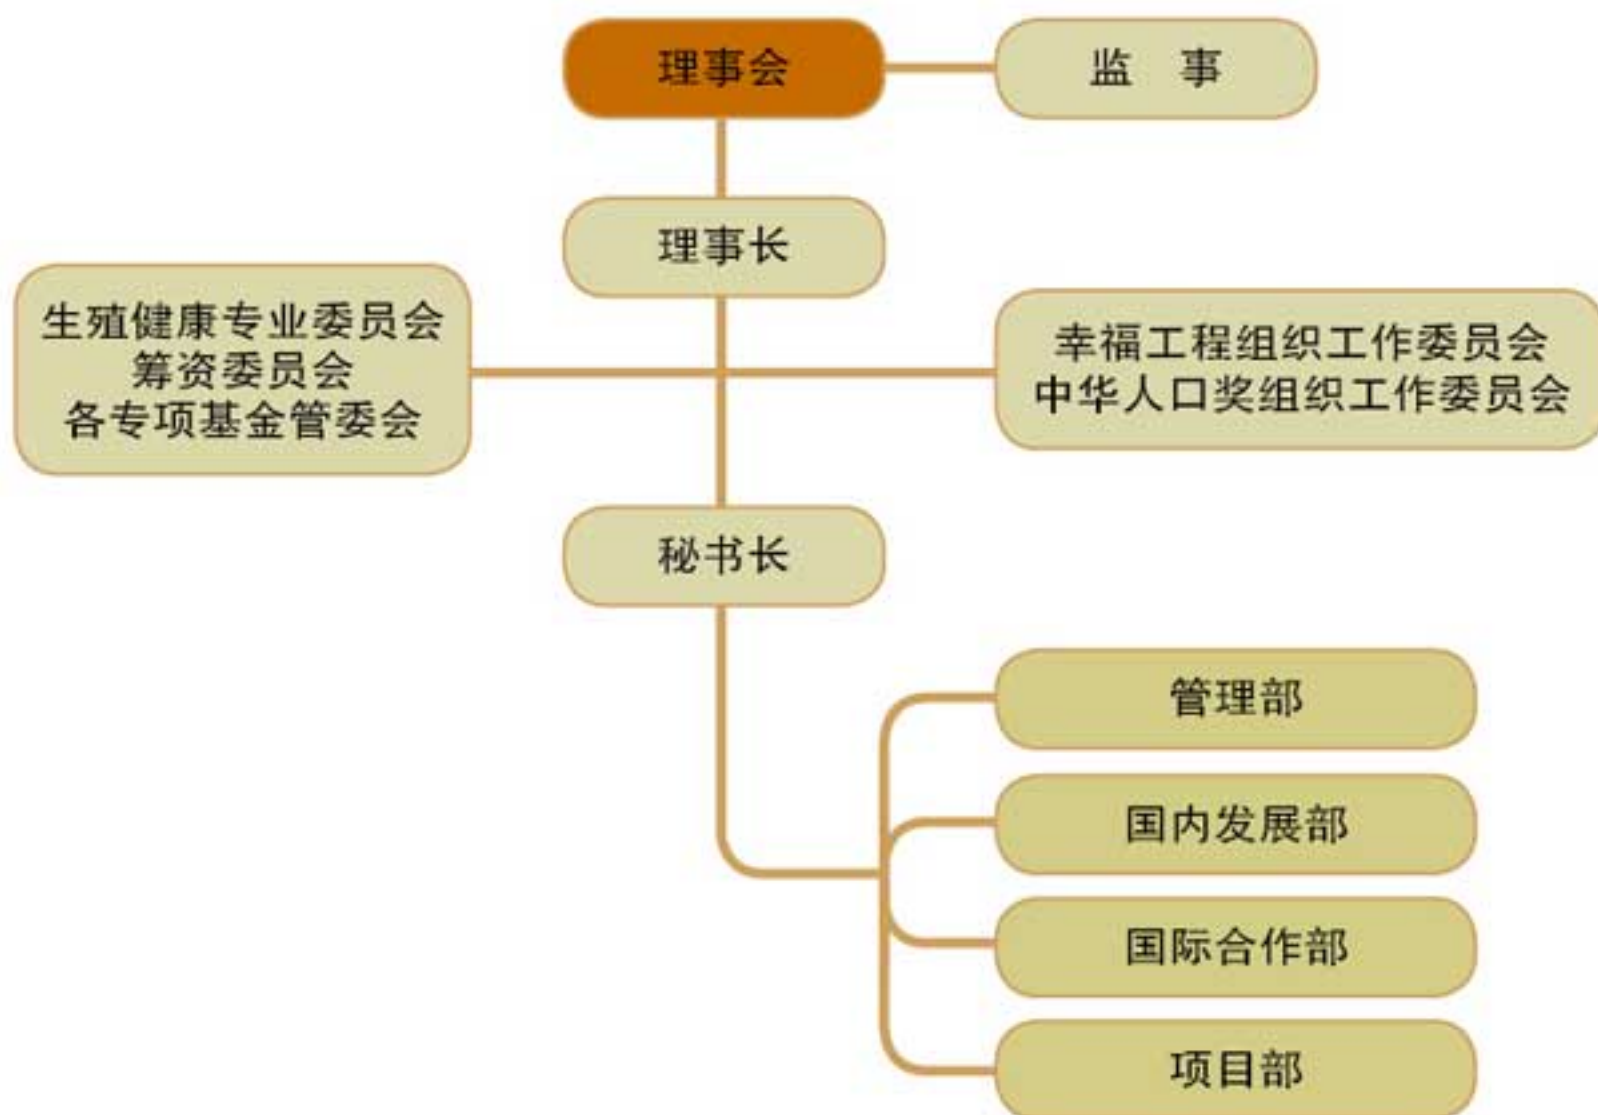 理事会
监 事
理事长
生殖健康专业委员会
筹资委员会
各专项基金管委会
幸福工程组织工作委员会
中华人口奖组织工作委员会
秘书长
管理部
国内发展部
国际合作部
项目部